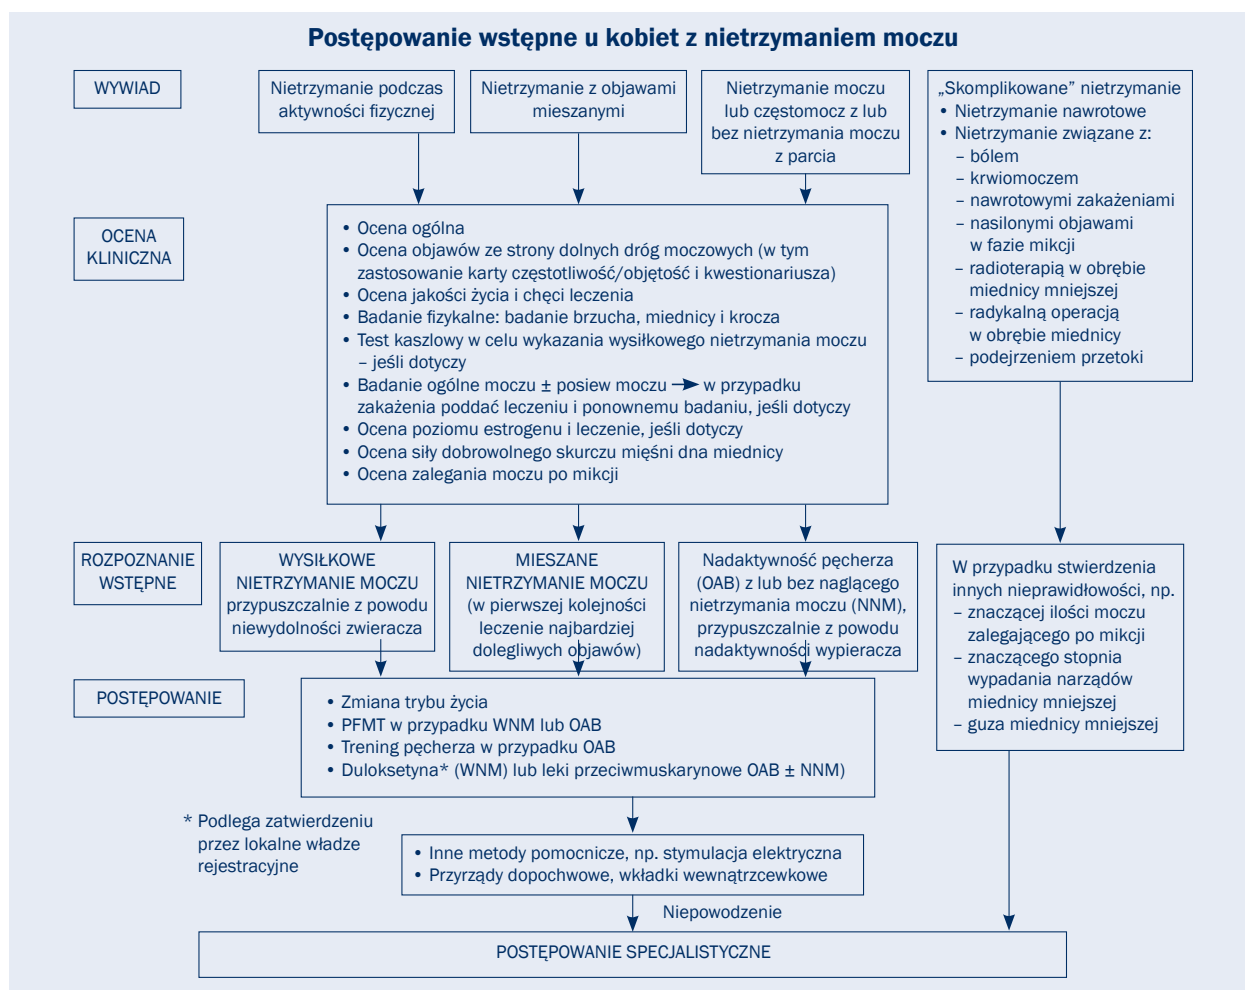 Postępowanie wstępne u kobiet z nietrzymaniem moczu
WYWIAD
Nietrzymanie podczas
aktywności fizycznej
Nietrzymanie z objawami
mieszanymi
Nietrzymanie moczu
lub częstomocz z lub
bez nietrzymania moczu
z parcia
„Skomplikowane” nietrzymanie
• Nietrzymanie nawrotowe
• Nietrzymanie związane z:
– bólem
– krwiomoczem
– nawrotowymi zakażeniami
– nasilonymi objawami
w fazie mikcji
– radioterapią w obrębie
miednicy mniejszej
– radykalną operacją
w obrębie miednicy
– podejrzeniem przetoki
OCENA
KLINICZNA
• Ocena ogólna
• Ocena objawów ze strony dolnych dróg moczowych (w tym
zastosowanie karty częstotliwość/objętość i kwestionariusza)
• Ocena jakości życia i chęci leczenia
• Badanie fizykalne: badanie brzucha, miednicy i krocza
• Test kaszlowy w celu wykazania wysiłkowego nietrzymania moczu
– jeśli dotyczy
• Badanie ogólne moczu ± posiew moczu → w przypadku
zakażenia poddać leczeniu i ponownemu badaniu, jeśli dotyczy
• Ocena poziomu estrogenu i leczenie, jeśli dotyczy
• Ocena siły dobrowolnego skurczu mięśni dna miednicy
• Ocena zalegania moczu po mikcji
ROZPOZNANIE
WSTĘPNE
WYSIŁKOWE
NIETRZYMANIE MOCZU
przypuszczalnie z powodu
niewydolności zwieracza
MIESZANE
NIETRZYMANIE MOCZU
(w pierwszej kolejności
leczenie najbardziej
dolegliwych objawów)
Nadaktywność pęcherza
(OAB) z lub bez naglącego
nietrzymania moczu (NNM),
przypuszczalnie z powodu
nadaktywności wypieracza
W przypadku stwierdzenia
innych nieprawidłowości, np.
– znaczącej ilości moczu
zalegającego po mikcji
– znaczącego stopnia
wypadania narządów
miednicy mniejszej
– guza miednicy mniejszej
POSTĘPOWANIE
• Zmiana trybu życia
• PFMT w przypadku WNM lub OAB
• Trening pęcherza w przypadku OAB
• Duloksetyna* (WNM) lub leki przeciwmuskarynowe OAB ± NNM)
* Podlega zatwierdzeniu
przez lokalne władze
rejestracyjne
• Inne metody pomocnicze, np. stymulacja elektryczna
• Przyrządy dopochwowe, wkładki wewnątrzcewkowe
Niepowodzenie
POSTĘPOWANIE SPECJALISTYCZNE